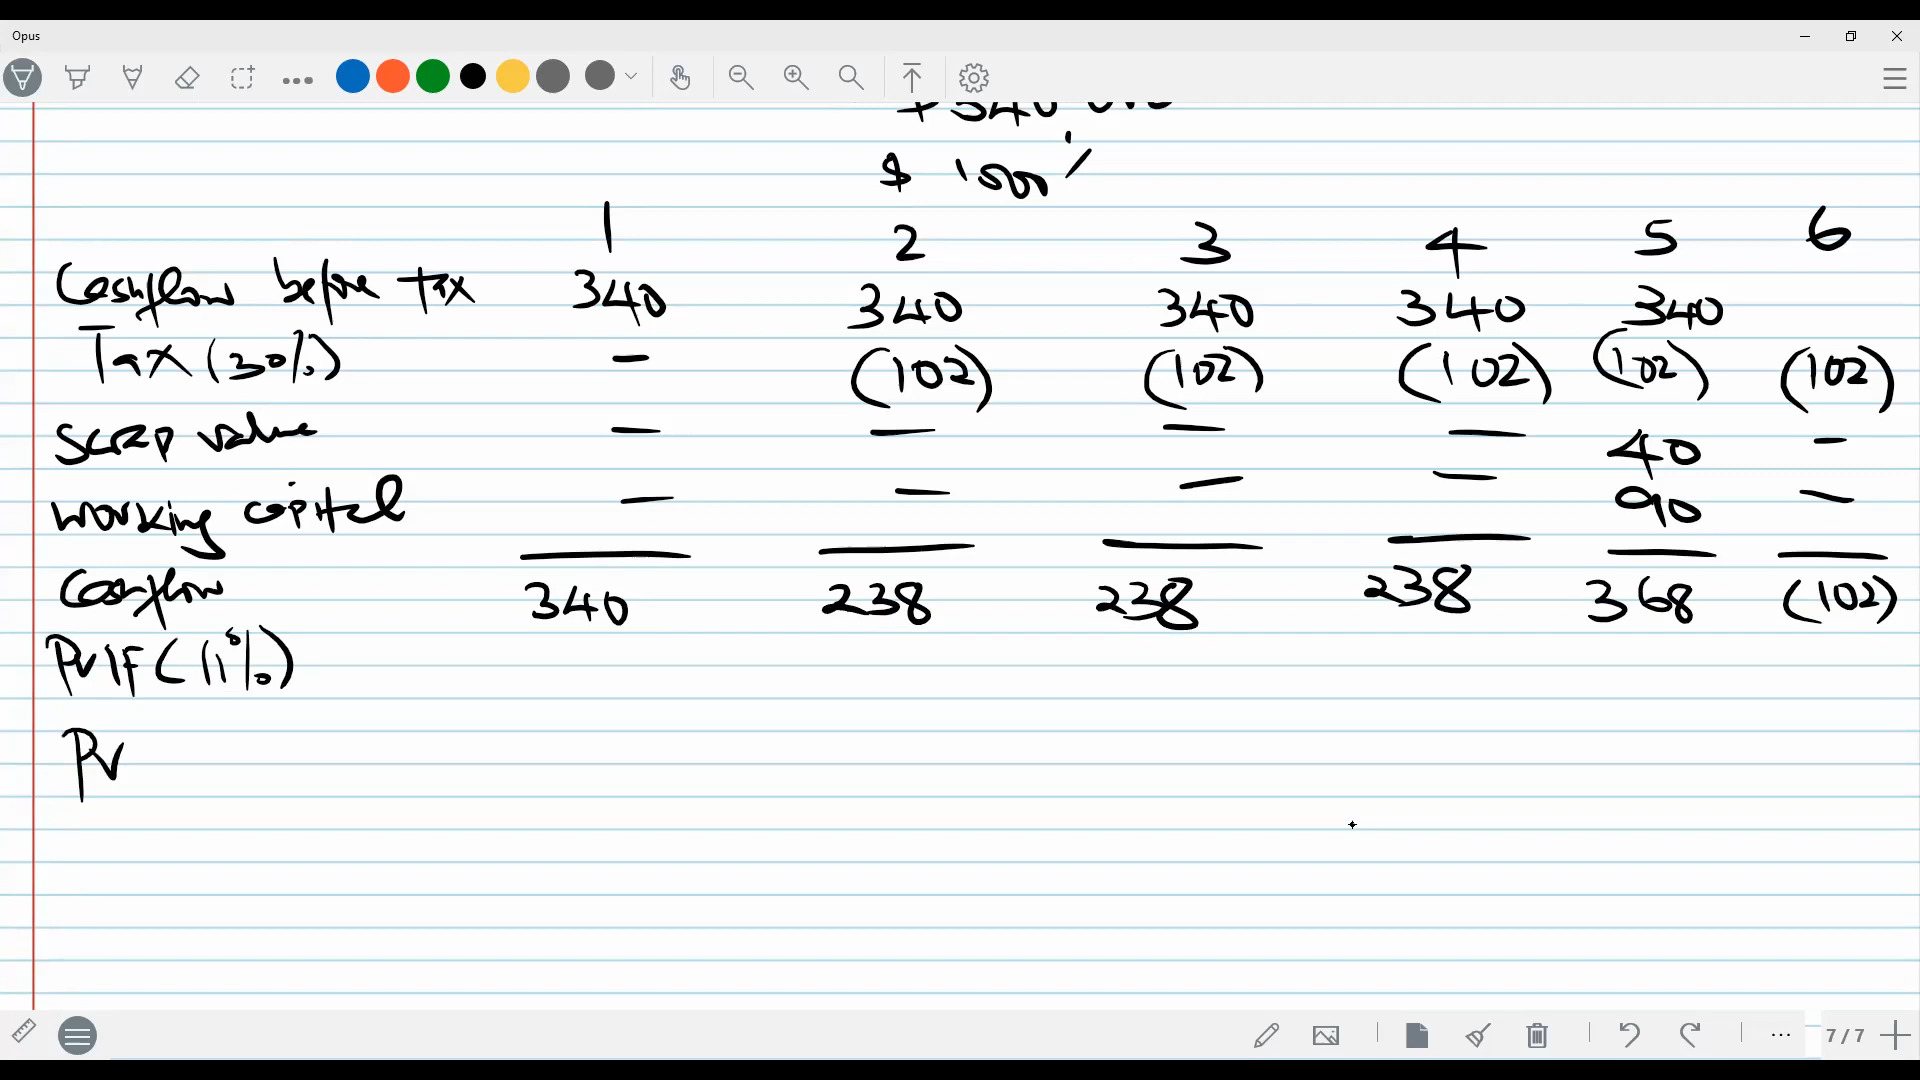 Opus
$ '000'
1 2 3 4 5 6
Cashflow before tax 340 340 340 340 340
Tax (30%) - (102) (102) (102) (102) (102)
Scrap value - - - - 40 -
Working capital - - - - 90 -
Cashflow 340 238 238 238 368 (102)
PVIF (11%)
PV
7 / 7